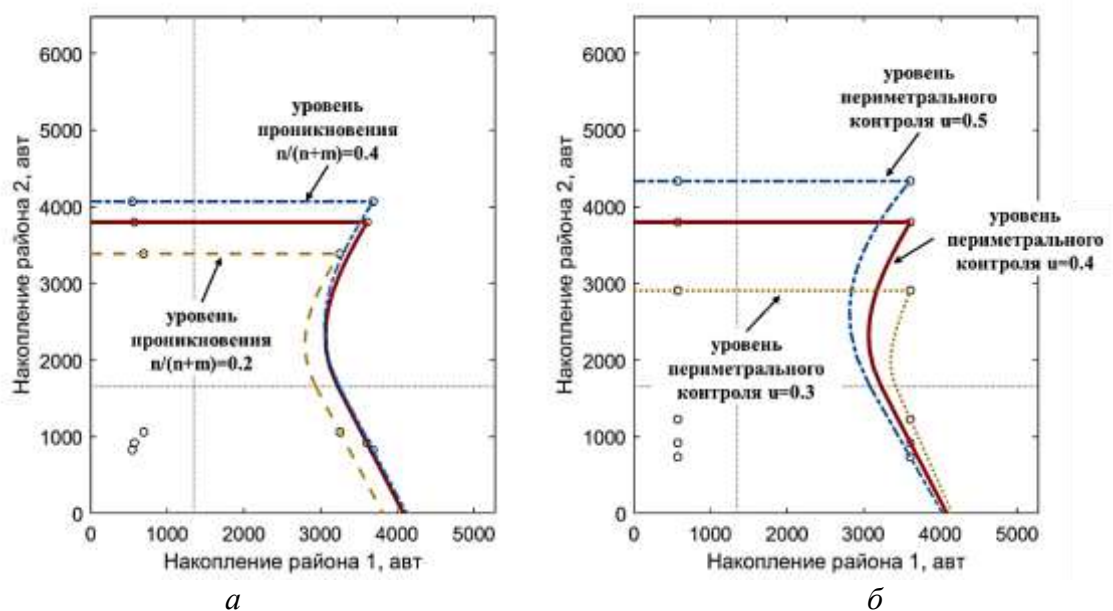 6000
5000
4000
3000
2000
1000
0
Накопление района 2, авт
уровень
проникновения
n/(n+m)=0.4
уровень
проникновения
n/(n+m)=0.2
0 1000 2000 3000 4000 5000
Накопление района 1, авт
а
6000
5000
4000
3000
2000
1000
0
Накопление района 2, авт
уровень
периметрального
контроля u=0.5
уровень
периметрального
контроля u=0.4
уровень
периметрального
контроля u=0.3
0 1000 2000 3000 4000 5000
Накопление района 1, авт
б